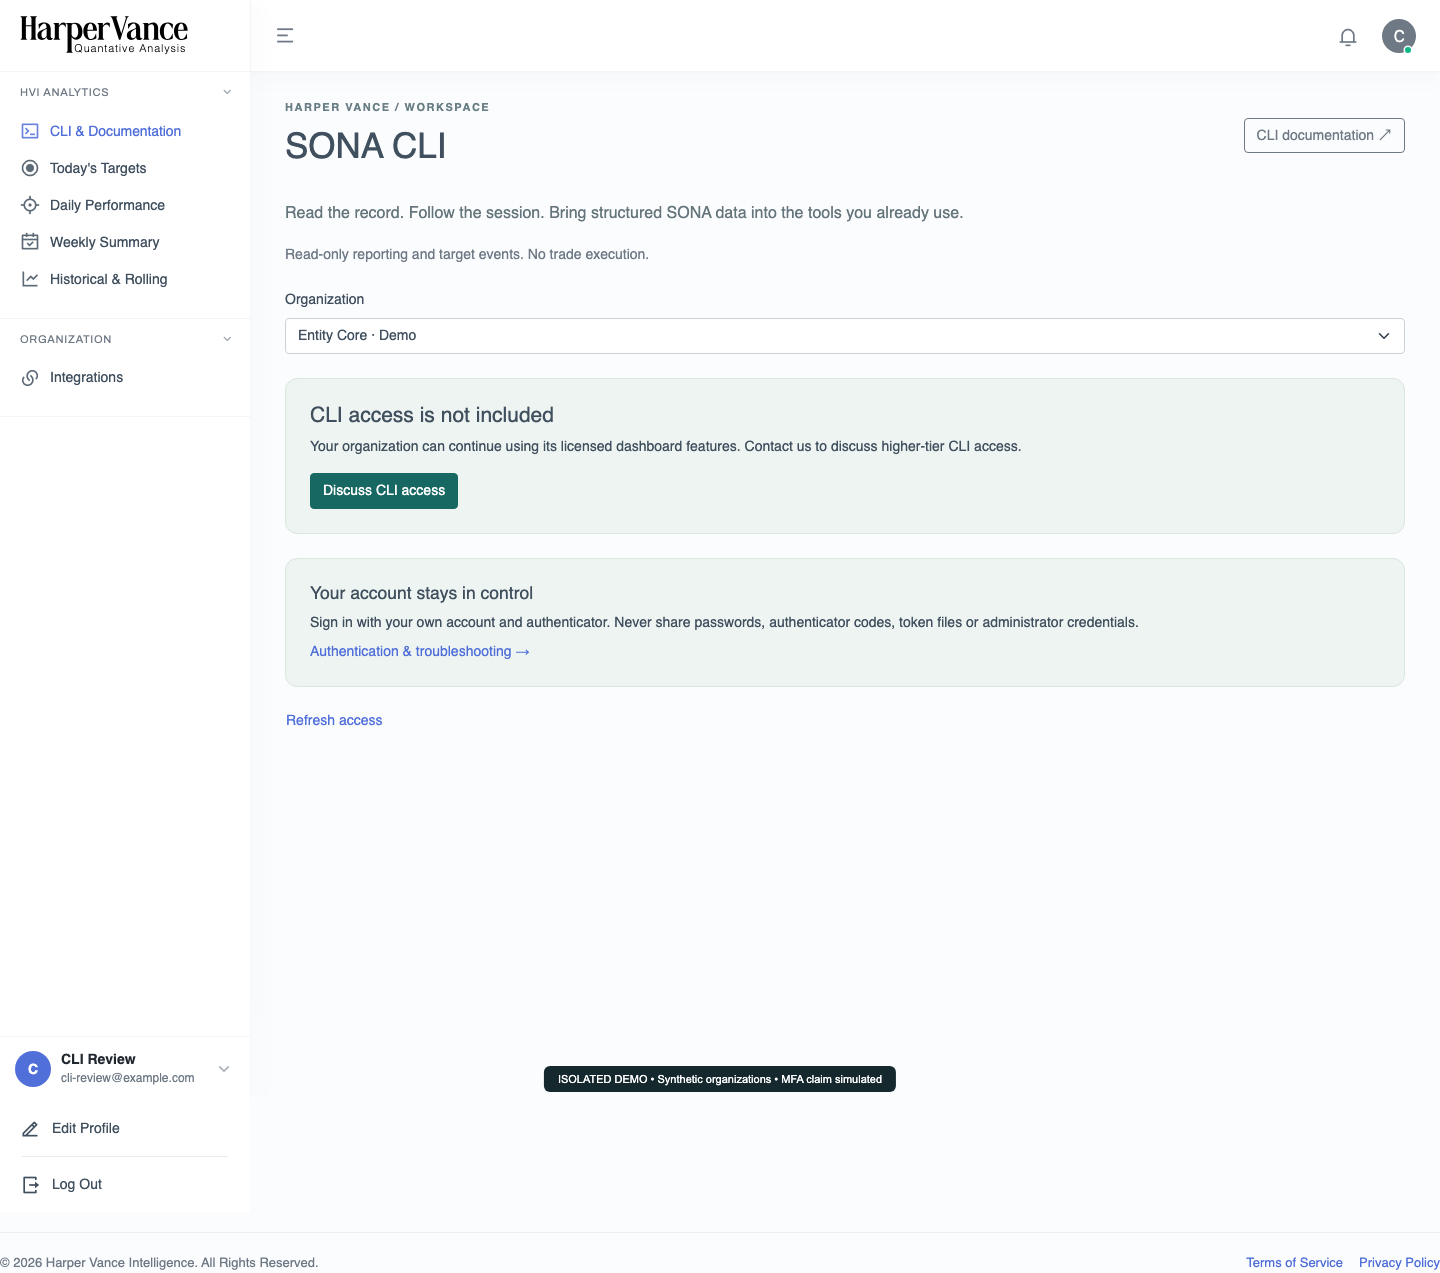 HarperVance
Quantative Analysis
C
HVI ANALYTICS
CLI & Documentation
Today's Targets
Daily Performance
Weekly Summary
Historical & Rolling
ORGANIZATION
Integrations
HARPER VANCE / WORKSPACE
SONA CLI
CLI documentation ↗
Read the record. Follow the session. Bring structured SONA data into the tools you already use.
Read-only reporting and target events. No trade execution.
Organization
Entity Core · Demo
CLI access is not included
Your organization can continue using its licensed dashboard features. Contact us to discuss higher-tier CLI access.
Discuss CLI access
Your account stays in control
Sign in with your own account and authenticator. Never share passwords, authenticator codes, token files or administrator credentials.
Authentication & troubleshooting →
Refresh access
C
CLI Review
cli-review@example.com
Edit Profile
Log Out
ISOLATED DEMO • Synthetic organizations • MFA claim simulated
© 2026 Harper Vance Intelligence. All Rights Reserved.
Terms of Service
Privacy Policy